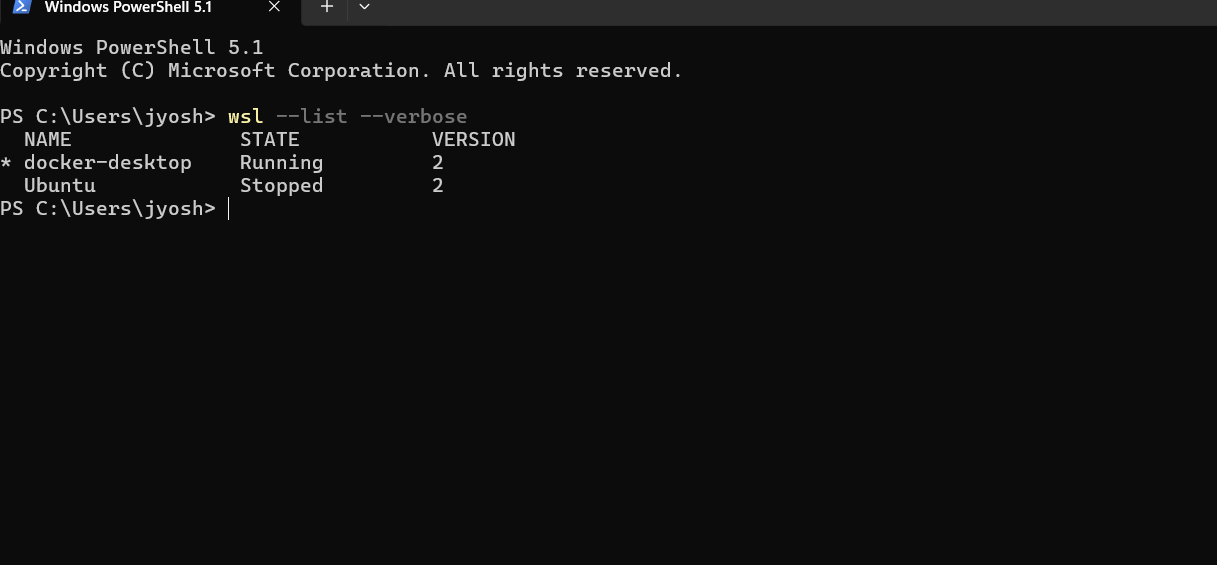 Windows PowerShell 5.1
Windows PowerShell 5.1
Copyright (C) Microsoft Corporation. All rights reserved.
PS C:\Users\jyosh> wsl --list --verbose
  NAME              STATE           VERSION
* docker-desktop    Running         2
  Ubuntu            Stopped         2
PS C:\Users\jyosh>